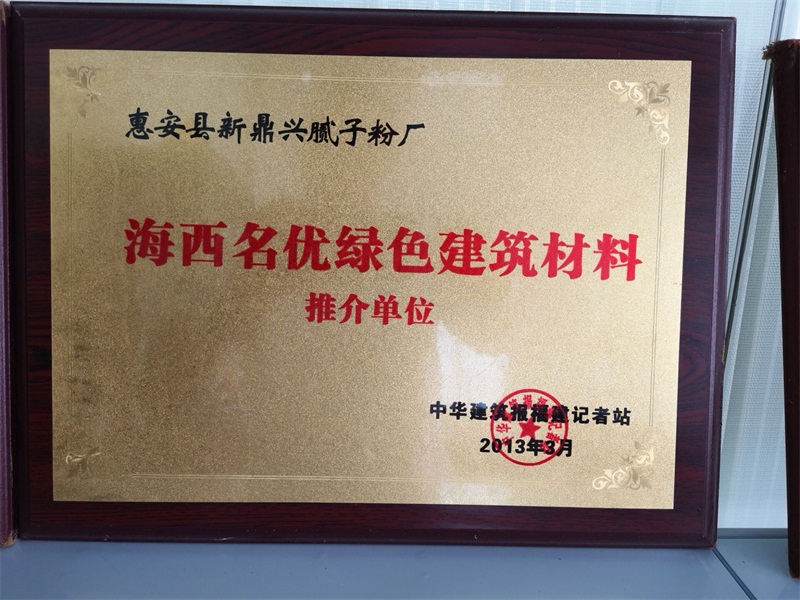 惠安县新鼎兴腻子粉厂
海西名优绿色建筑材料
推介单位
中华建筑报福建记者站
2013年3月